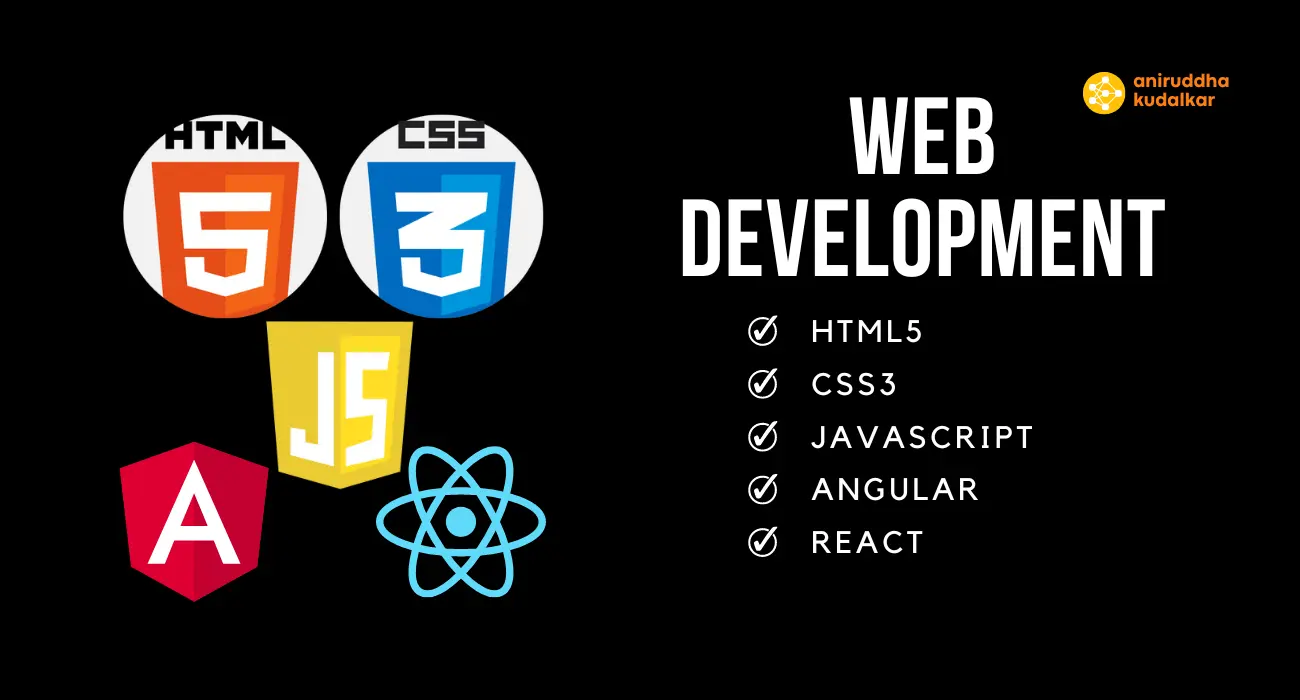 HTML
5
CSS
3
JS
A
aniruddha
kudalkar
WEB
DEVELOPMENT
HTML5
CSS3
JAVASCRIPT
ANGULAR
REACT